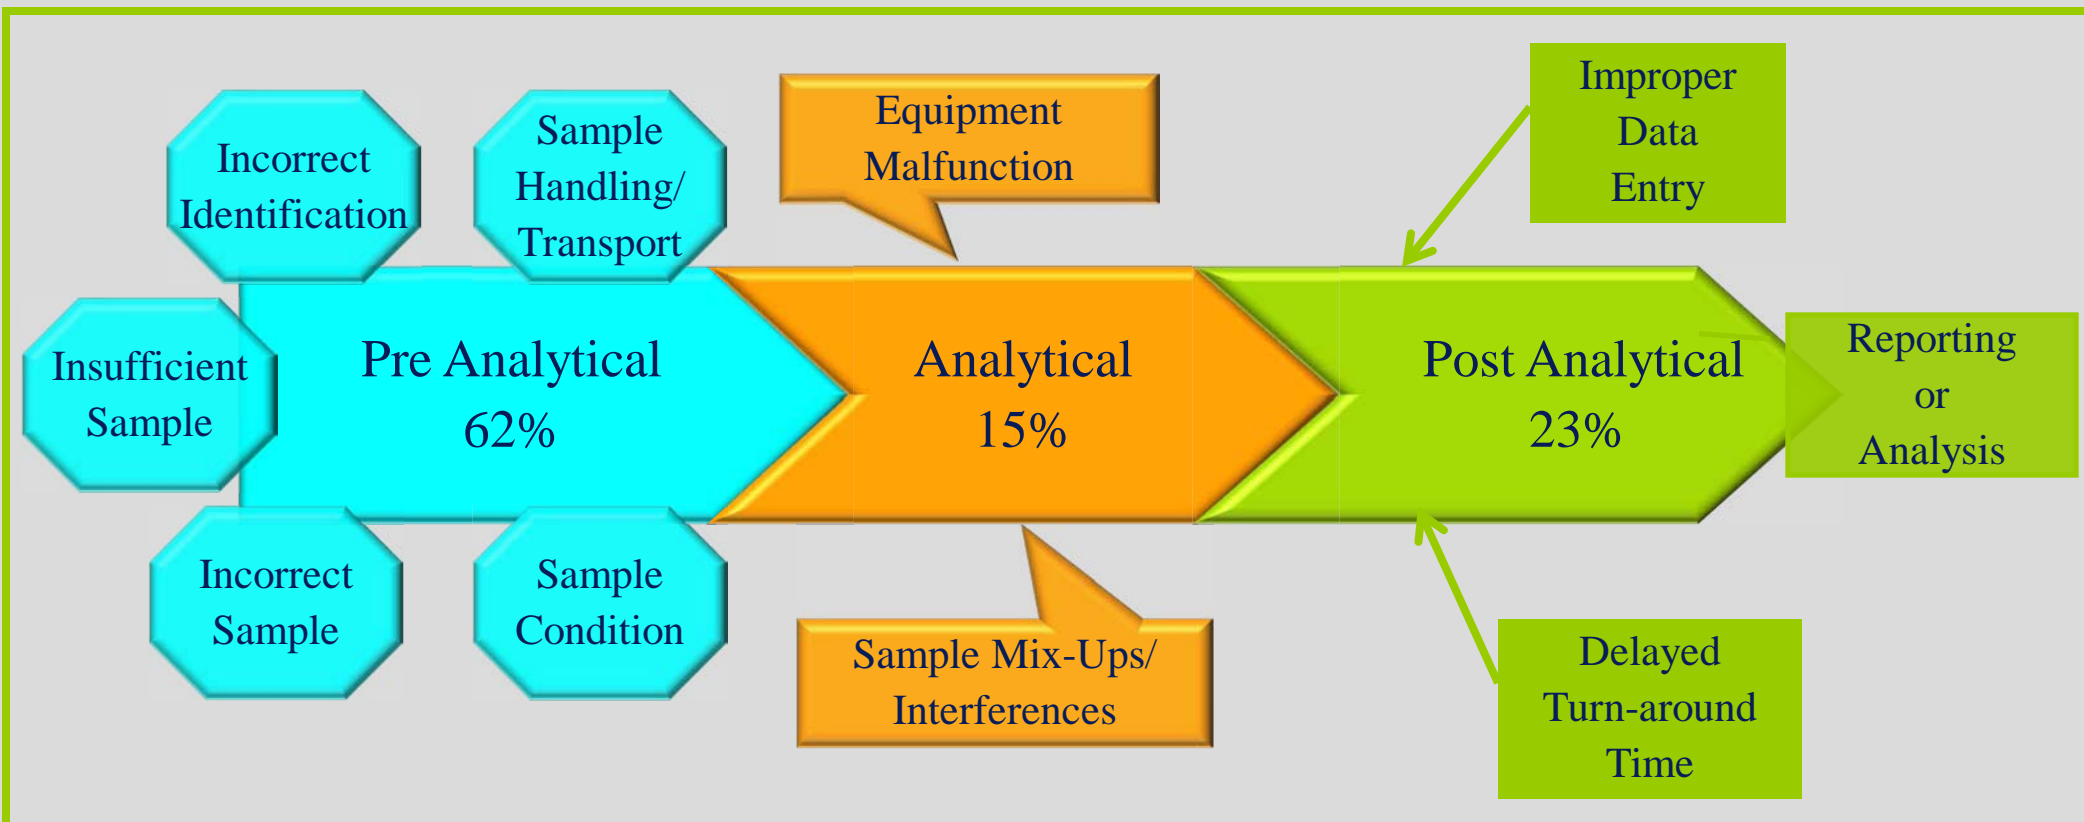 Incorrect
Identification
Sample
Handling/
Transport
Equipment
Malfunction
Improper
Data
Entry
Insufficient
Sample
Pre Analytical
62%
Analytical
15%
Post Analytical
23%
Reporting
or
Analysis
Incorrect
Sample
Sample
Condition
Sample Mix-Ups/
Interferences
Delayed
Turn-around
Time